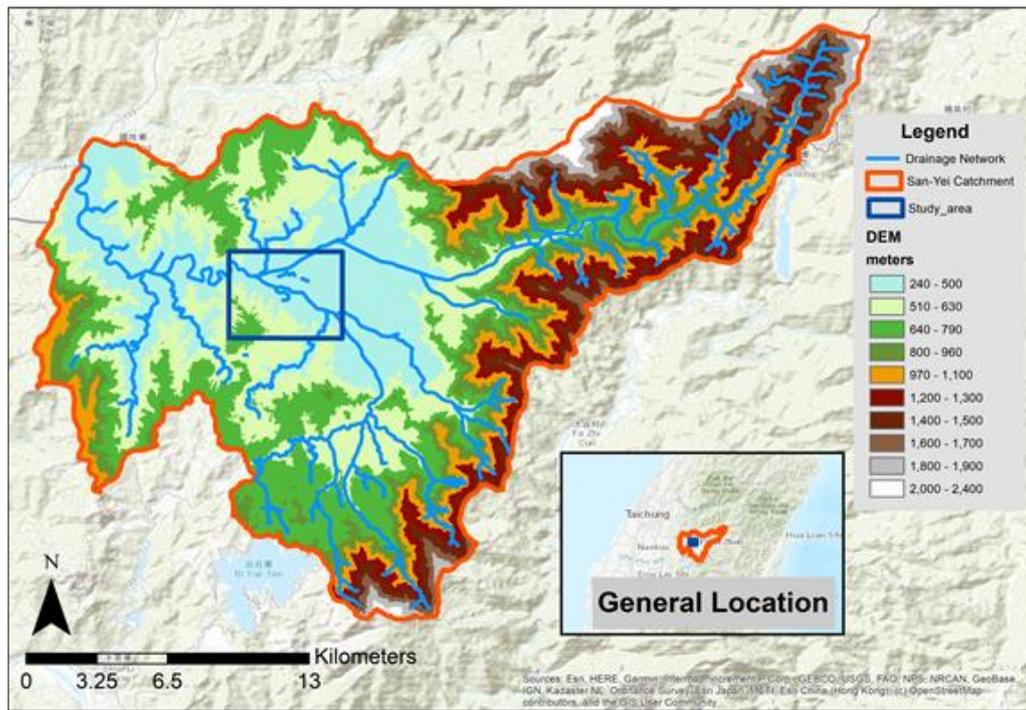 Legend
Drainage Network
San-Yei Catchment
Study_area
DEM
meters
240 - 500
510 - 630
640 - 790
800 - 960
970 - 1,100
1,200 - 1,300
1,400 - 1,500
1,600 - 1,700
1,800 - 1,900
2,000 - 2,400
Taichung
Nantou
General Location
N
Kilometers
0 3.25 6.5 13
Sources: Esri, HERE, Garmin, Intermap, increment P Corp., GEBCO, USGS, FAO, NPS, NRCAN, GeoBase,
IGN, Kadaster NL, Ordnance Survey, Esri Japan, METI, Esri China (Hong Kong), (c) OpenStreetMap
contributors, and the GIS User Community